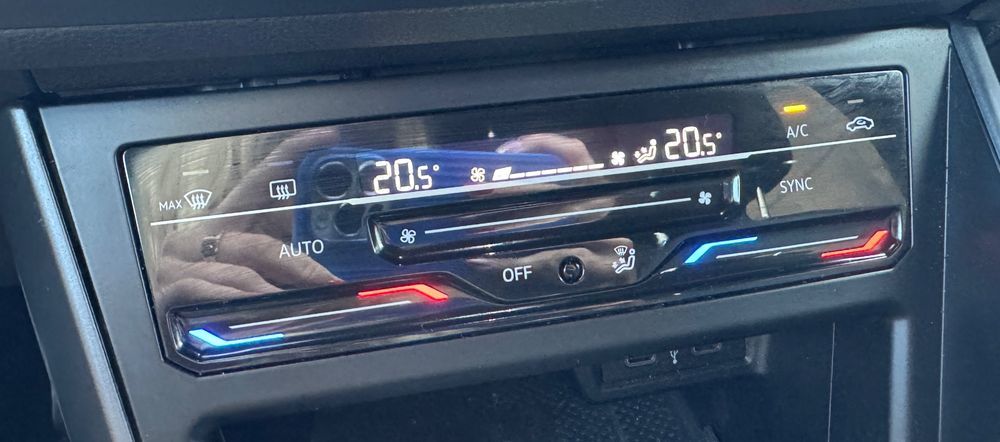 20.5° 20.5° A/C
MAX
AUTO SYNC
OFF